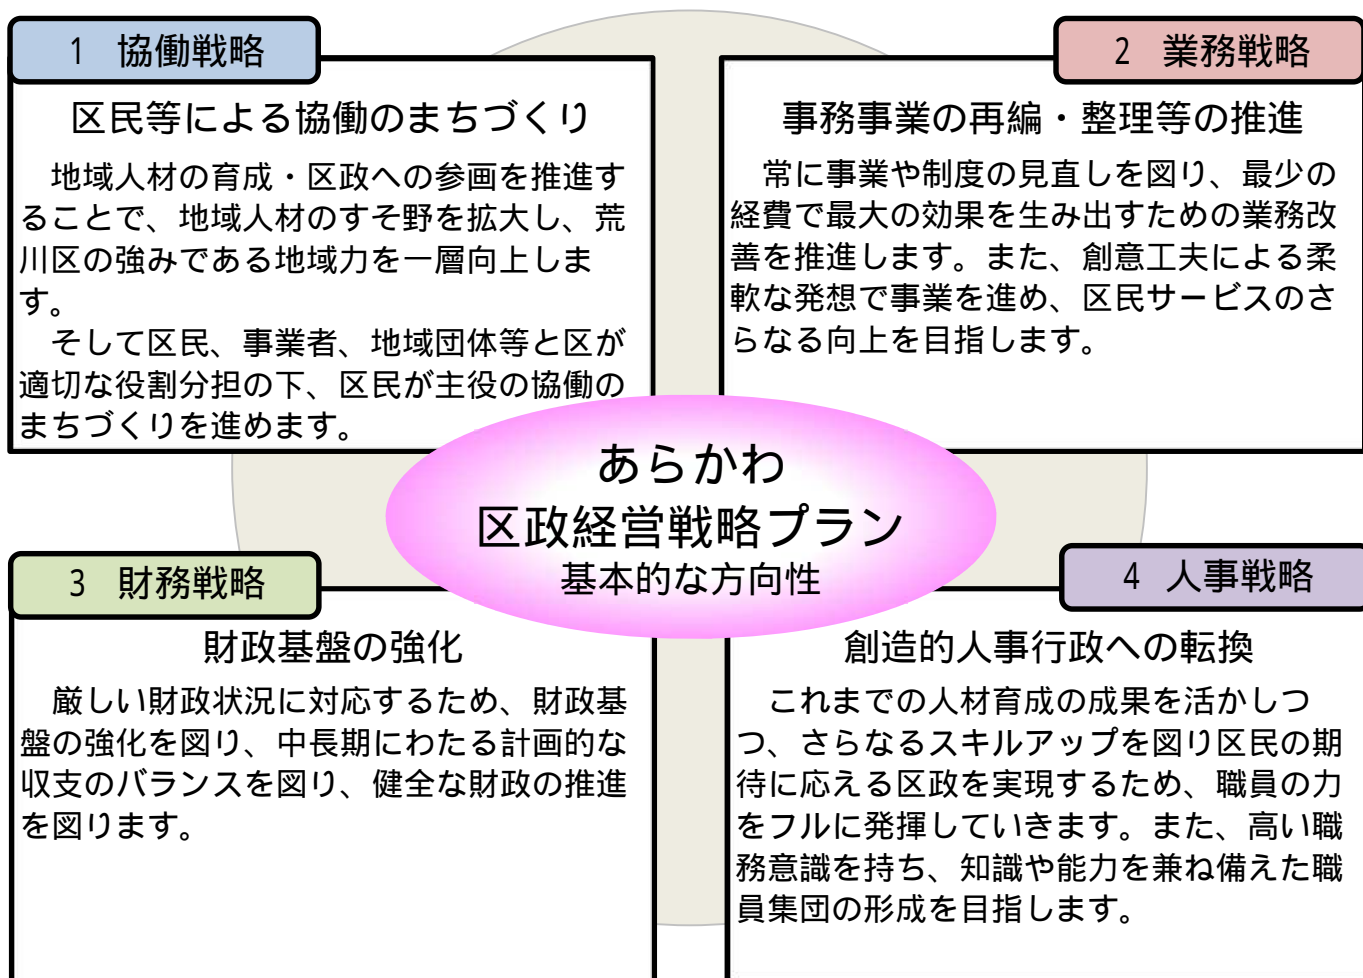 1 協働戦略
区民等による協働のまちづくり
　地域人材の育成・区政への参画を推進す
ることで、地域人材のすそ野を拡大し、荒
川区の強みである地域力を一層向上しま
す。
　そして区民、事業者、地域団体等と区が
適切な役割分担の下、区民が主役の協働の
まちづくりを進めます。
2 業務戦略
事務事業の再編・整理等の推進
　常に事業や制度の見直しを図り、最少の
経費で最大の効果を生み出すための業務改
善を推進します。また、創意工夫による柔
軟な発想で事業を進め、区民サービスのさ
らなる向上を目指します。
あらかわ
区政経営戦略プラン
基本的な方向性
3 財務戦略
財政基盤の強化
　厳しい財政状況に対応するため、財政基
盤の強化を図り、中長期にわたる計画的な
収支のバランスを図り、健全な財政の推進
を図ります。
4 人事戦略
創造的人事行政への転換
　これまでの人材育成の成果を活かしつ
つ、さらなるスキルアップを図り区民の期
待に応える区政を実現するため、職員の力
をフルに発揮していきます。また、高い職
務意識を持ち、知識や能力を兼ね備えた職
員集団の形成を目指します。